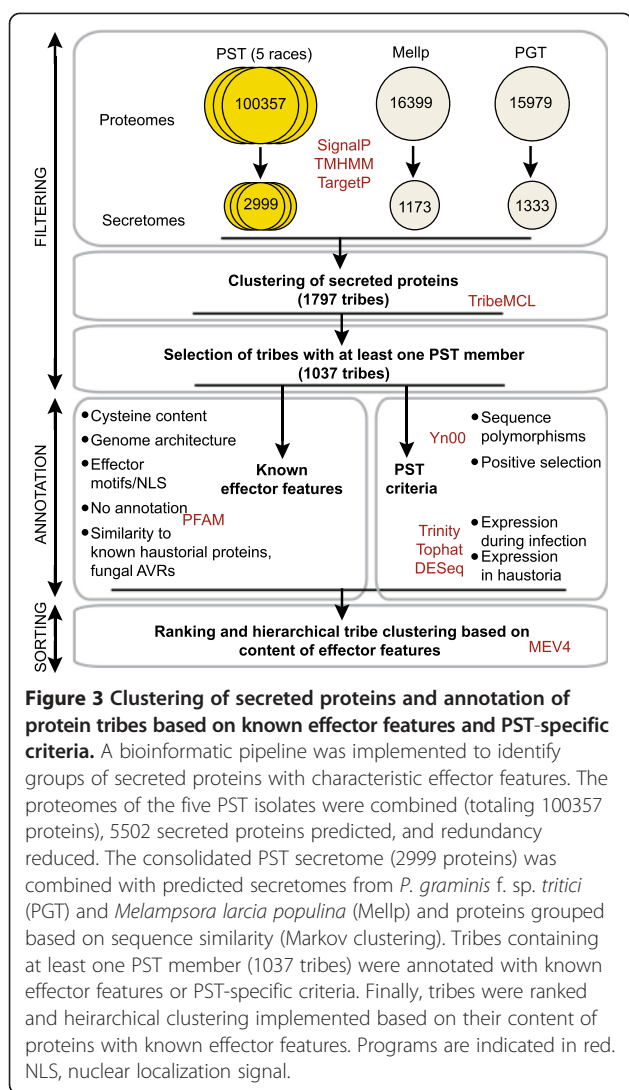 PST (5 races)
Mellp
PGT
Proteomes
100357
16399
15979
SignalP
TMHMM
TargetP
Secretomes
2999
1173
1333
FILTERING
Clustering of secreted proteins
(1797 tribes)
TribeMCL
Selection of tribes with at least one PST member
(1037 tribes)
ANNOTATION
•Cysteine content
•Genome architecture
•Effector
motifs/NLS
•No annotation
PFAM
•Similarity to
known haustorial proteins,
fungal AVRs
Known
effector features
PST
criteria
Yn00
•Sequence
polymorphisms
•Positive selection
Trinity
Tophat
DESeq
•Expression
during infection
•Expression
in haustoria
SORTING
Ranking and hierarchical tribe clustering based on
content of effector features
MEV4
Figure 3 Clustering of secreted proteins and annotation of
protein tribes based on known effector features and PST-specific
criteria. A bioinformatic pipeline was implemented to identify
groups of secreted proteins with characteristic effector features. The
proteomes of the five PST isolates were combined (totaling 100357
proteins), 5502 secreted proteins predicted, and redundancy
reduced. The consolidated PST secretome (2999 proteins) was
combined with predicted secretomes from P. graminis f. sp. tritici
(PGT) and Melampsora larcia populina (Mellp) and proteins grouped
based on sequence similarity (Markov clustering). Tribes containing
at least one PST member (1037 tribes) were annotated with known
effector features or PST-specific criteria. Finally, tribes were ranked
and heirarchical clustering implemented based on their content of
proteins with known effector features. Programs are indicated in red.
NLS, nuclear localization signal.